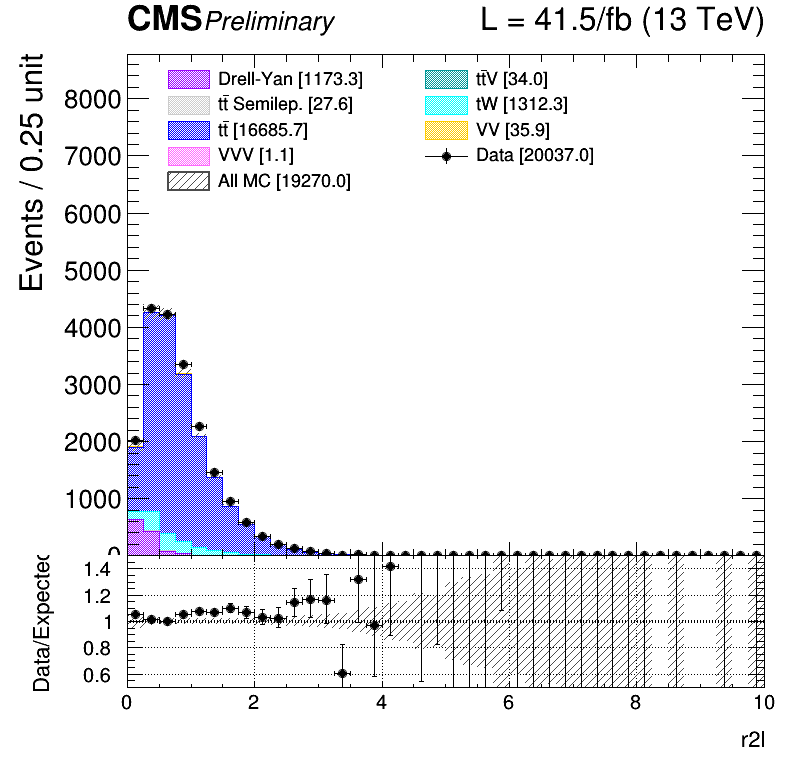 CMS Preliminary L = 41.5/fb (13 TeV)
Events / 0.25 unit
Drell-Yan [1173.3]
tt̄ Semilep. [27.6]
tt̄ [16685.7]
VVV [1.1]
All MC [19270.0]
tt̄V [34.0]
tW [1312.3]
VV [35.9]
Data [20037.0]
8000
7000
6000
5000
4000
3000
2000
1000
0
Data/Expected
1.4
1.2
1
0.8
0.6
0 2 4 6 8 10
r2l